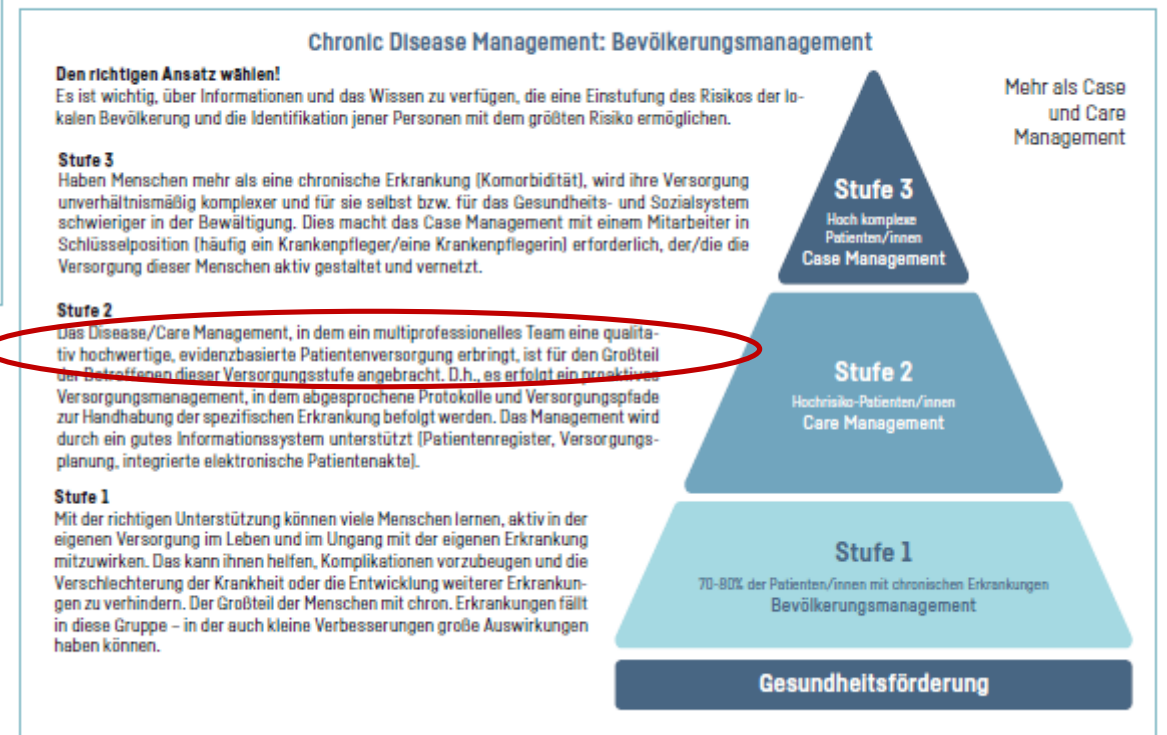 Chronic Disease Management: Bevölkerungsmanagement
Den richtigen Ansatz wählen!
Es ist wichtig, über Informationen und das Wissen zu verfügen, die eine Einstufung des Risikos der lo-
kalen Bevölkerung und die Identifikation jener Personen mit dem größten Risiko ermöglichen.
Stufe 3
Haben Menschen mehr als eine chronische Erkrankung (Komorbidität), wird ihre Versorgung
unverhältnismäßig komplexer und für sie selbst bzw. für das Gesundheits- und Sozialsystem
schwieriger in der Bewältigung. Dies macht das Case Management mit einem Mitarbeiter in
Schlüsselposition (häufig ein Krankenpfleger/eine Krankenpflegerin) erforderlich, der/die die
Versorgung dieser Menschen aktiv gestaltet und vernetzt.
Stufe 2
Das Disease/Care Management, in dem ein multiprofessionelles Team eine qualita-
tiv hochwertige, evidenzbasierte Patientenversorgung erbringt, ist für den Großteil
der Betroffenen dieser Versorgungsstufe angebracht. D.h., es erfolgt ein proaktives
Versorgungsmanagement, in dem abgesprochene Protokolle und Versorgungspfade
zur Handhabung der spezifischen Erkrankung befolgt werden. Das Management wird
durch ein gutes Informationssystem unterstützt (Patientenregister, Versorgungs-
planung, integrierte elektronische Patientenakte).
Stufe 1
Mit der richtigen Unterstützung können viele Menschen lernen, aktiv in der
eigenen Versorgung im Leben und im Ungang mit der eigenen Erkrankung
mitzuwirken. Das kann ihnen helfen, Komplikationen vorzubeugen und die
Verschlechterung der Krankheit oder die Entwicklung weiterer Erkrankun-
gen zu verhindern. Der Großteil der Menschen mit chron. Erkrankungen fällt
in diese Gruppe – in der auch kleine Verbesserungen große Auswirkungen
haben können.
Mehr als Case
und Care
Management
Stufe 3
Hoch komplexe
Patienten/innen
Case Management
Stufe 2
Hochrisiko-Patienten/innen
Care Management
Stufe 1
70-80% der Patienten/innen mit chronischen Erkrankungen
Bevölkerungsmanagement
Gesundheitsförderung